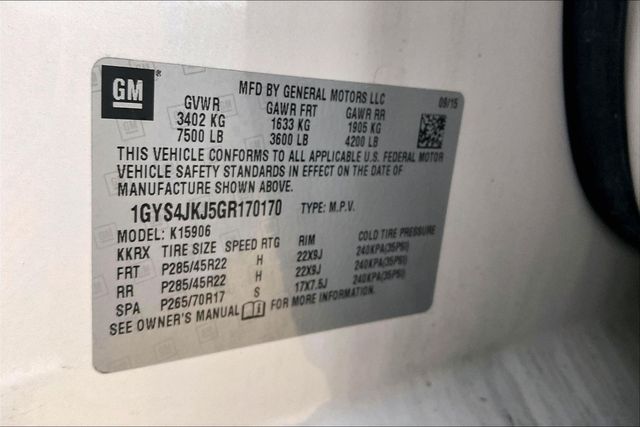 GM
MFD BY GENERAL MOTORS LLC 09/15
GVWR GAWR FRT GAWR RR
3402 KG 1633 KG 1905 KG
7500 LB 3600 LB 4200 LB
THIS VEHICLE CONFORMS TO ALL APPLICABLE U.S. FEDERAL MOTOR
VEHICLE SAFETY STANDARDS IN EFFECT ON THE DATE OF
MANUFACTURE SHOWN ABOVE.
1GYS4JKJ5GR170170 TYPE: M.P.V.
MODEL: K15906
KKRX TIRE SIZE SPEED RTG RIM COLD TIRE PRESSURE
FRT P285/45R22 H 22X9J 240KPA(35PSI)
RR P285/45R22 H 22X9J 240KPA(35PSI)
SPA P265/70R17 S 17X7.5J 240KPA(35PSI)
SEE OWNER'S MANUAL FOR MORE INFORMATION.